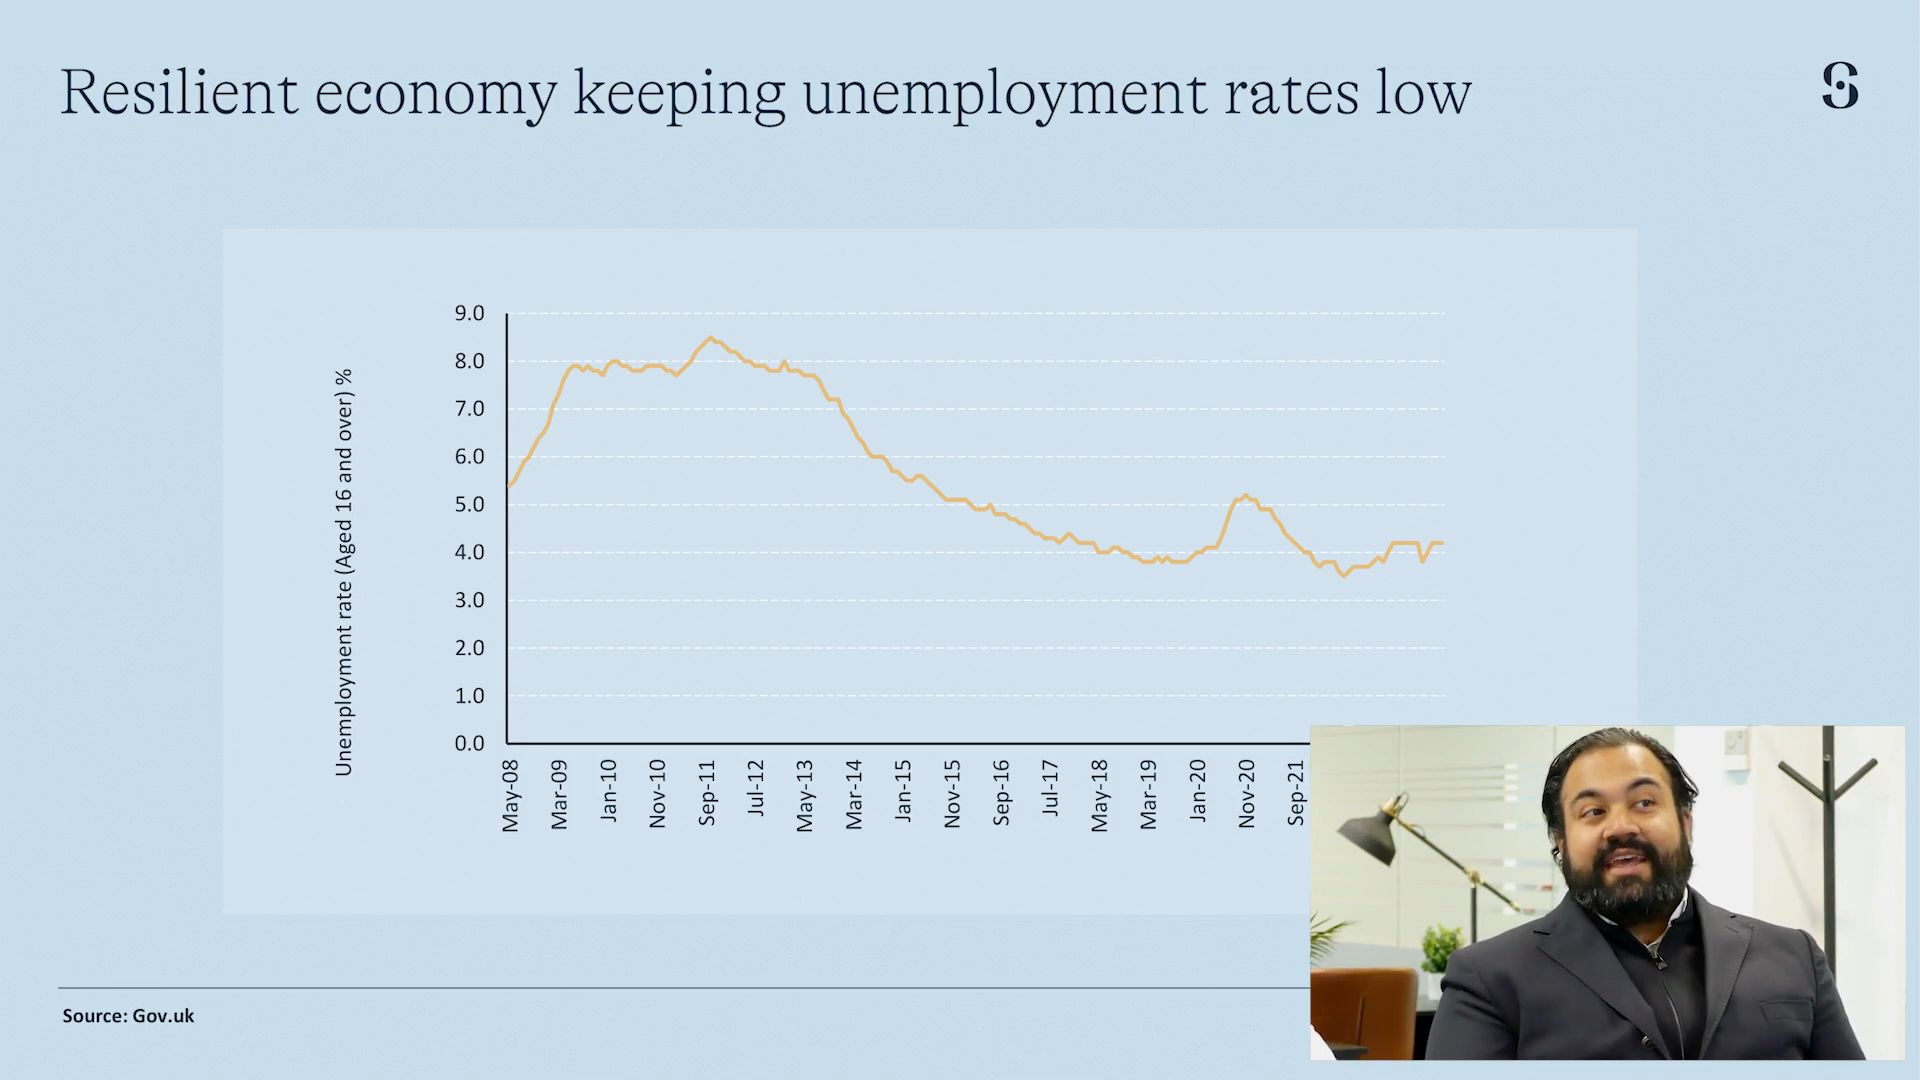 Resilient economy keeping unemployment rates low
Unemployment rate (Aged 16 and over) %
9.0
8.0
7.0
6.0
5.0
4.0
3.0
2.0
1.0
0.0
May-08
Mar-09
Jan-10
Nov-10
Sep-11
Jul-12
May-13
Mar-14
Jan-15
Nov-15
Sep-16
Jul-17
May-18
Mar-19
Jan-20
Nov-20
Sep-21
Source: Gov.uk